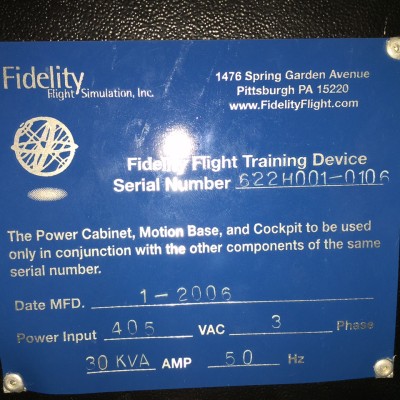 Fidelity
Flight Simulation, Inc.
1476 Spring Garden Avenue
Pittsburgh PA 15220
www.FidelityFlight.com
Fidelity Flight Training Device
Serial Number 622H001-0106
The Power Cabinet, Motion Base, and Cockpit to be used
only in conjunction with the other components of the same
serial number.
Date MFD. 1-2006
Power Input 405 VAC 3 Phase
30 KVA AMP 50 Hz